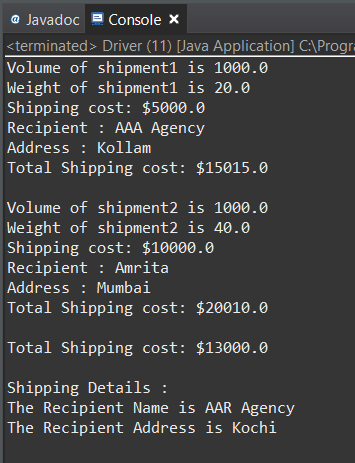 @ Javadoc Console ×
<terminated> Driver (11) [Java Application] C:\Progra
Volume of shipment1 is 1000.0
Weight of shipment1 is 20.0
Shipping cost: $5000.0
Recipient : AAA Agency
Address : Kollam
Total Shipping cost: $15015.0
Volume of shipment2 is 1000.0
Weight of shipment2 is 40.0
Shipping cost: $10000.0
Recipient : Amrita
Address : Mumbai
Total Shipping cost: $20010.0
Total Shipping cost: $13000.0
Shipping Details :
The Recipient Name is AAR Agency
The Recipient Address is Kochi